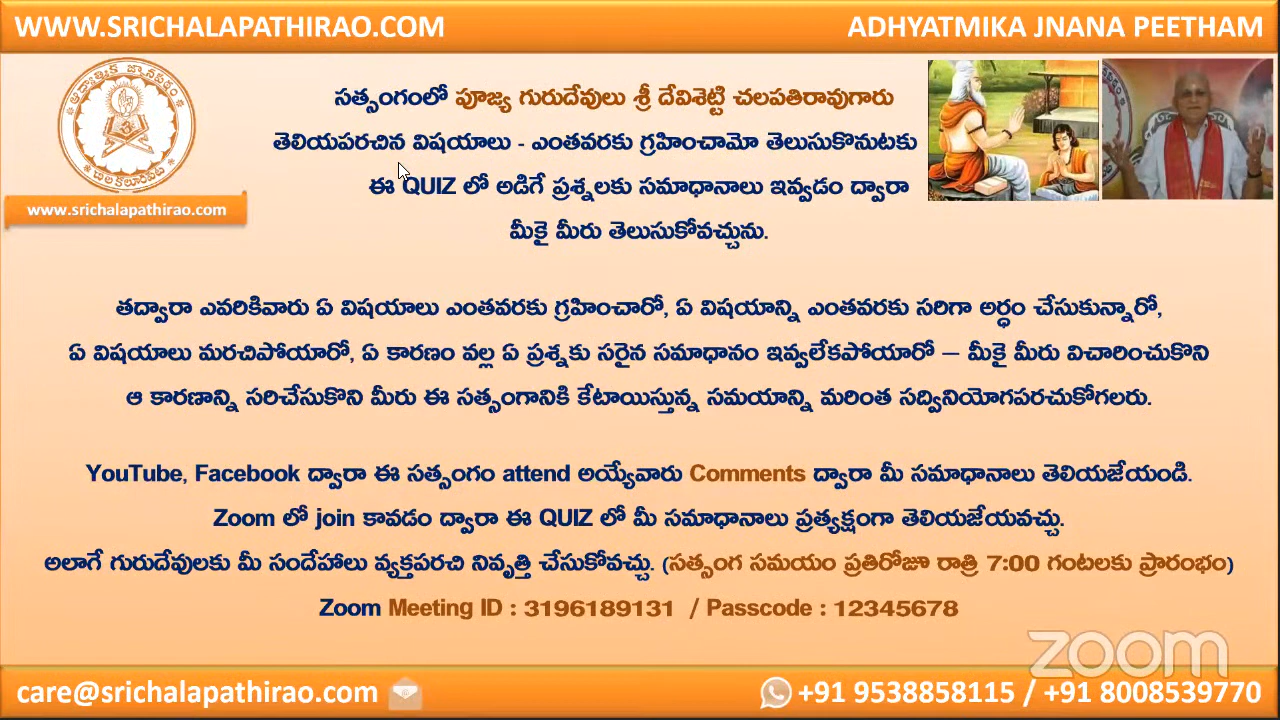 WWW.SRICHALAPATHIRAO.COM
ADHYATMIKA JNANA PEETHAM
సత్సంగంలో పూజ్య గురుదేవులు శ్రీ దేవిశెట్టి చలపతిరావుగారు
తెలియపరచిన విషయాలు - ఎంతవరకు గ్రహించామో తెలుసుకొనుటకు
ఈ QUIZ లో అడిగే ప్రశ్నలకు సమాధానాలు ఇవ్వడం ద్వారా
మీకై మీరు తెలుసుకోవచ్చును.
www.srichalapathirao.com
తద్వారా ఎవరికివారు ఏ విషయాలు ఎంతవరకు గ్రహించారో, ఏ విషయాన్ని ఎంతవరకు సరిగా అర్ధం చేసుకున్నారో,
ఏ విషయాలు మరచిపోయారో, ఏ కారణం వల్ల ఏ ప్రశ్నకు సరైన సమాధానం ఇవ్వలేకపోయారో – మీకై మీరు విచారించుకొని
ఆ కారణాన్ని సరిచేసుకొని మీరు ఈ సత్సంగానికి కేటాయిస్తున్న సమయాన్ని మరింత సద్వినియోగపరచుకోగలరు.
YouTube, Facebook ద్వారా ఈ సత్సంగం attend అయ్యేవారు Comments ద్వారా మీ సమాధానాలు తెలియజేయండి.
Zoom లో join కావడం ద్వారా ఈ QUIZ లో మీ సమాధానాలు ప్రత్యక్షంగా తెలియజేయవచ్చు.
అలాగే గురుదేవులకు మీ సందేహాలు వ్యక్తపరచి నివృత్తి చేసుకోవచ్చు. (సత్సంగ సమయం ప్రతిరోజూ రాత్రి 7:00 గంటలకు ప్రారంభం)
Zoom Meeting ID : 3196189131 / Passcode : 12345678
zoom
care@srichalapathirao.com
+91 9538858115 / +91 8008539770